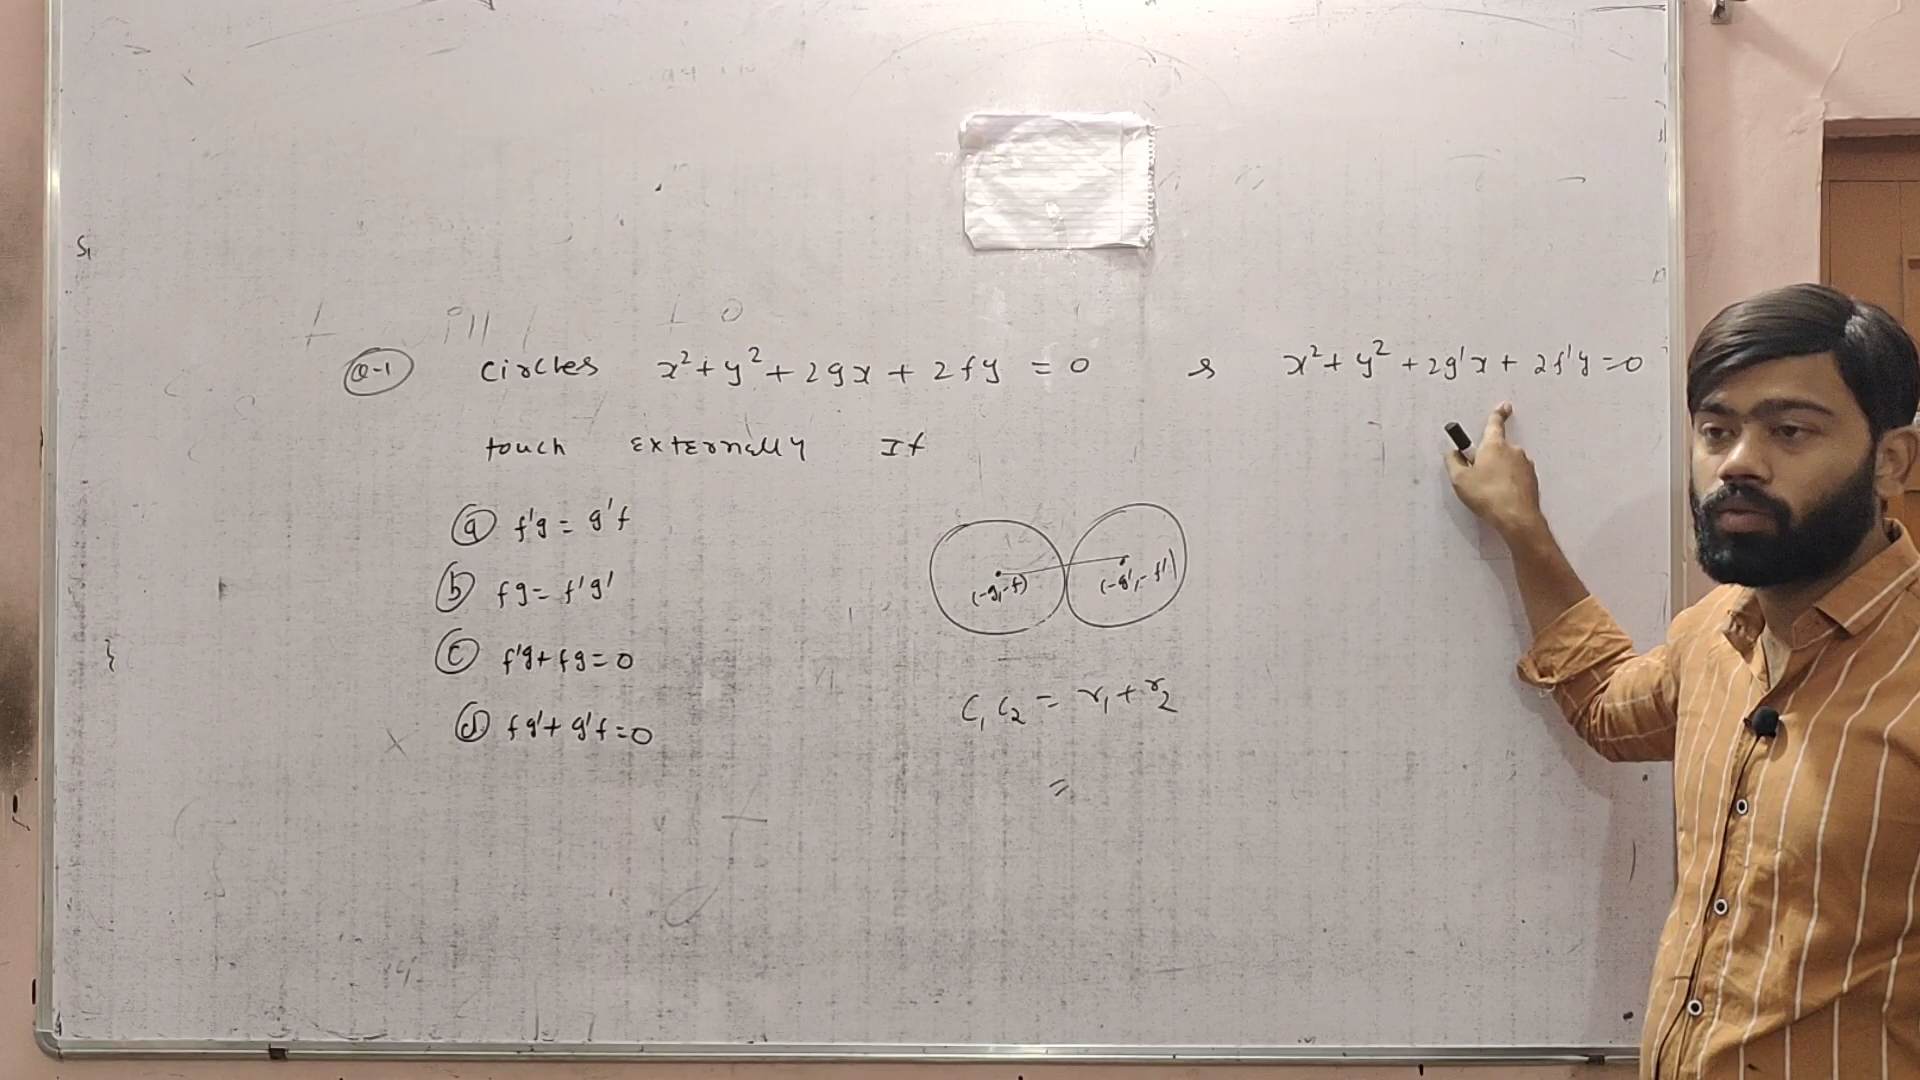 S₁
Q-1 circles x² + y² + 2gx + 2fy = 0 & x² + y² + 2g'x + 2f'y = 0
touch externally If
(a) f'g = g'f
(b) fg = f'g'
(c) f'g + fg = 0
(d) fg' + g'f = 0
(-g,-f) (-g',-f')
C₁C₂ = r₁ + r₂
=